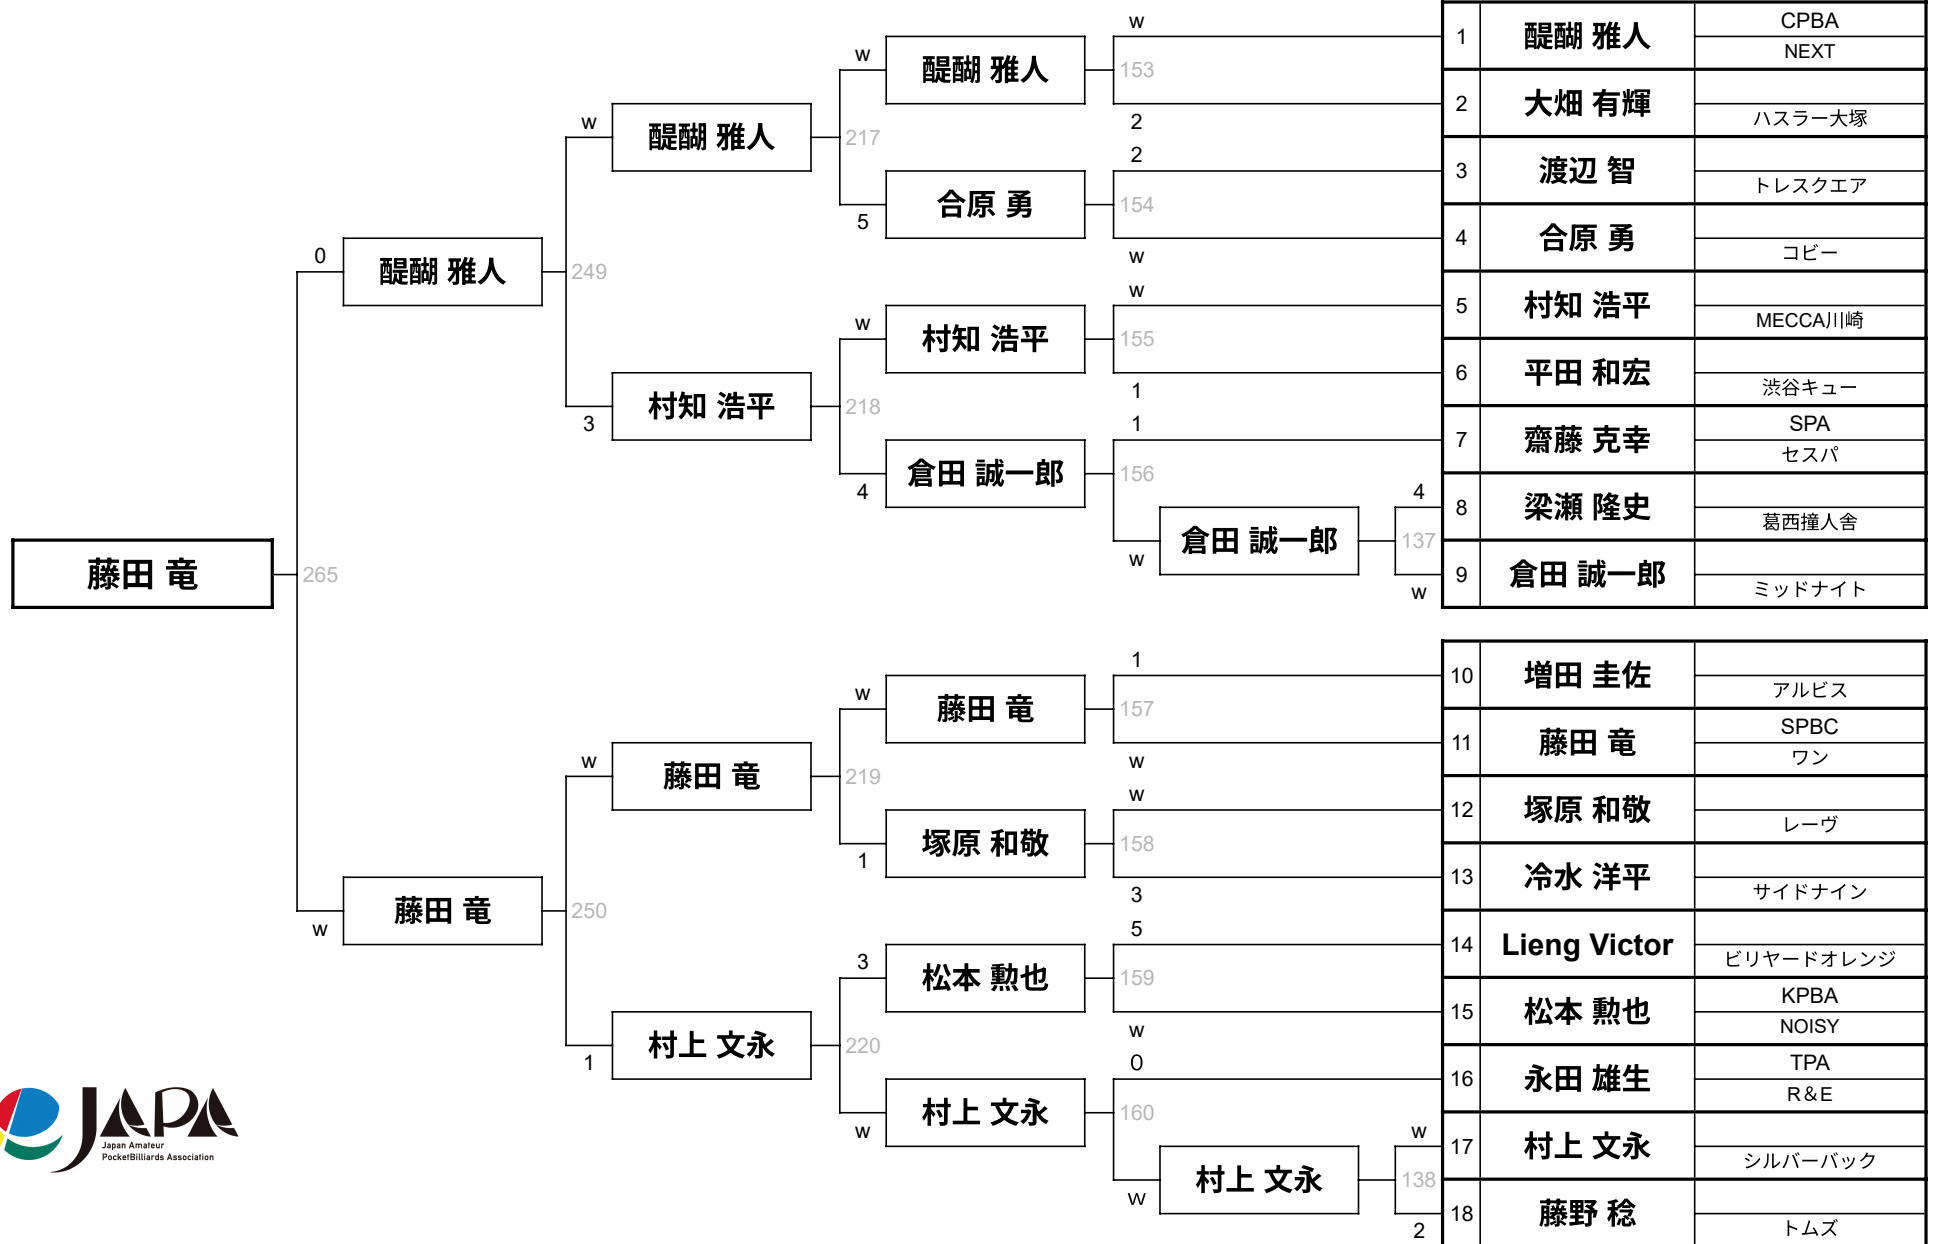 1 醍醐 雅人 CPBA
NEXT
2 大畑 有輝 ハスラー大塚
3 渡辺 智 トレスクエア
4 合原 勇 コビー
5 村知 浩平 MECCA川崎
6 平田 和宏 渋谷キュー
7 齋藤 克幸 SPA
セスパ
8 梁瀬 隆史 葛西撞人舎
9 倉田 誠一郎 ミッドナイト
10 増田 圭佐 アルビス
11 藤田 竜 SPBC
ワン
12 塚原 和敬 レーヴ
13 冷水 洋平 サイドナイン
14 Lieng Victor ビリヤードオレンジ
15 松本 勲也 KPBA
NOISY
16 永田 雄生 TPA
R＆E
17 村上 文永 シルバーバック
18 藤野 稔 トムズ
4
137
w
w
138
2
倉田 誠一郎
村上 文永
w
153
2
2
154
w
w
155
1
1
156
w
1
157
w
w
158
3
5
159
w
0
160
w
醍醐 雅人
合原 勇
村知 浩平
倉田 誠一郎
藤田 竜
塚原 和敬
松本 勲也
村上 文永
w
217
5
w
218
4
w
219
1
3
220
w
醍醐 雅人
村知 浩平
藤田 竜
村上 文永
w
249
3
w
250
1
醍醐 雅人
藤田 竜
0
265
w
藤田 竜
JAPA
Japan Amateur
PocketBilliards Association